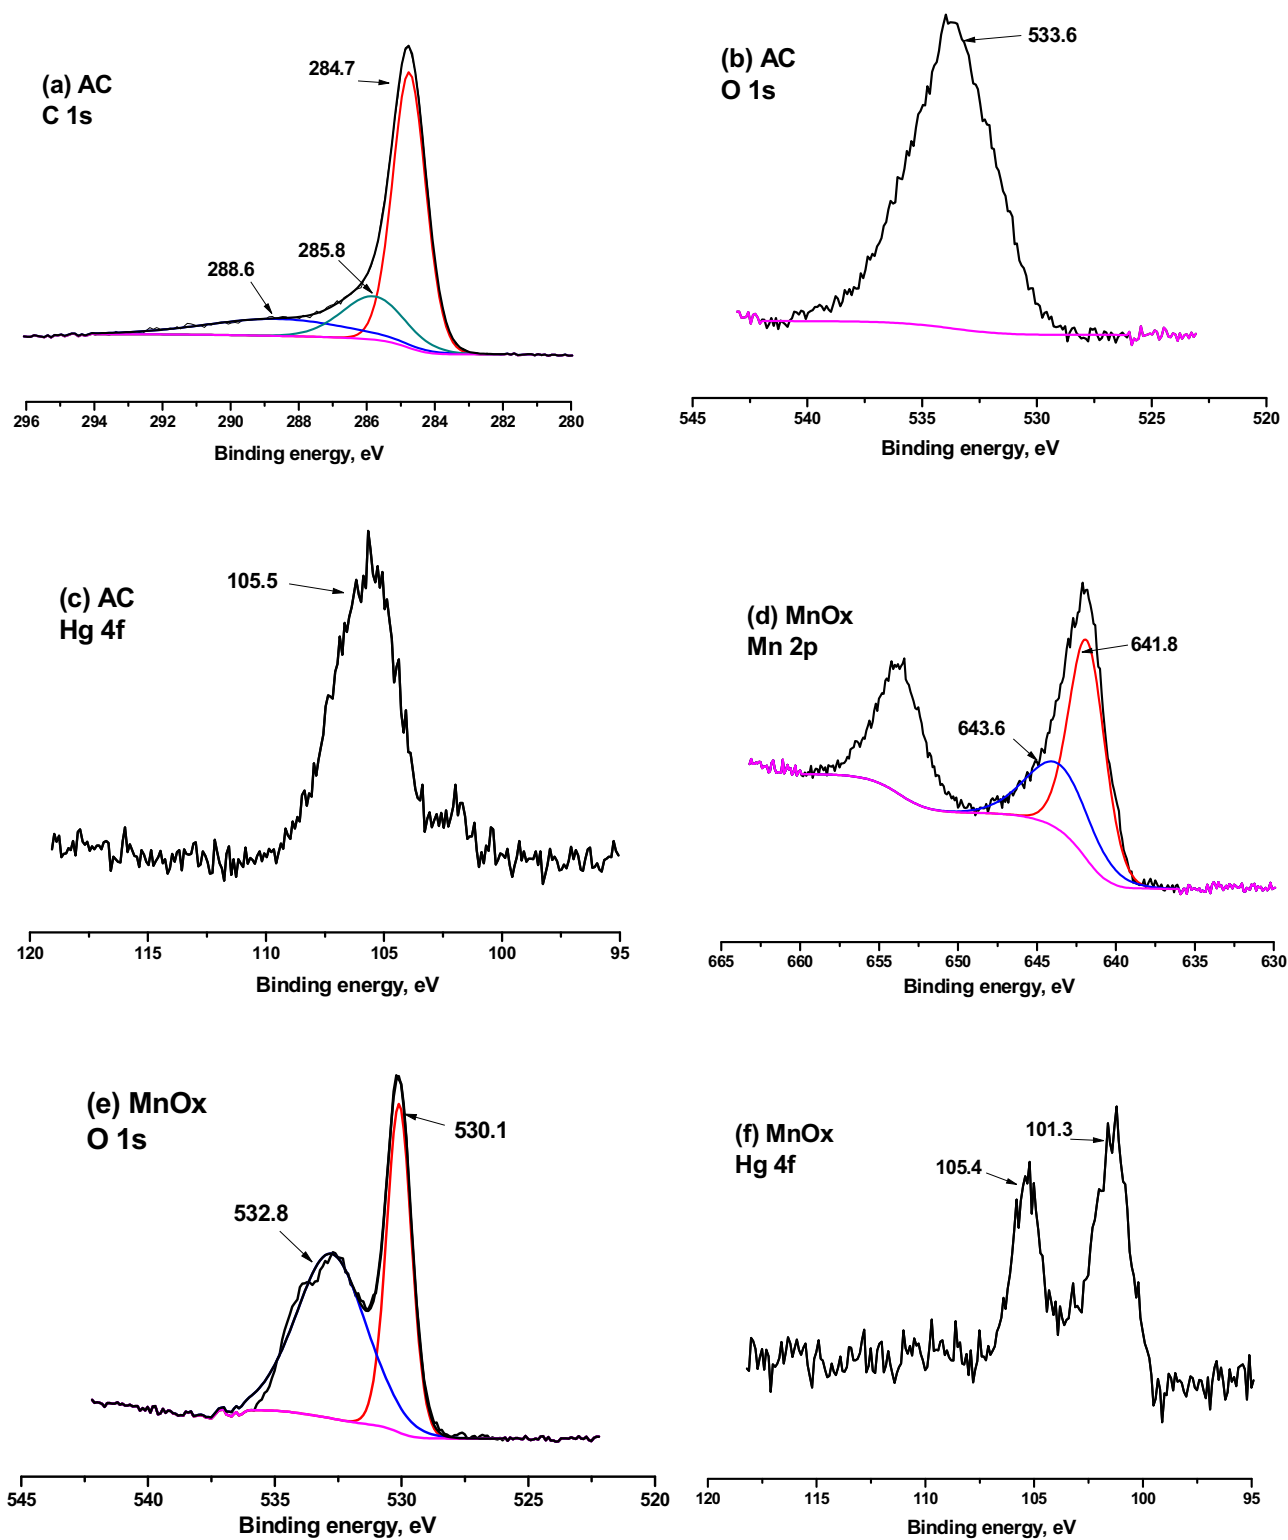 (a) AC
C 1s
284.7
285.8
288.6
296 294 292 290 288 286 284 282 280
Binding energy, eV
(b) AC
O 1s
533.6
545 540 535 530 525 520
Binding energy, eV
(c) AC
Hg 4f
105.5
120 115 110 105 100 95
Binding energy, eV
(d) MnOx
Mn 2p
641.8
643.6
665 660 655 650 645 640 635 630
Binding energy, eV
(e) MnOx
O 1s
530.1
532.8
545 540 535 530 525 520
Binding energy, eV
(f) MnOx
Hg 4f
101.3
105.4
120 115 110 105 100 95
Binding energy, eV